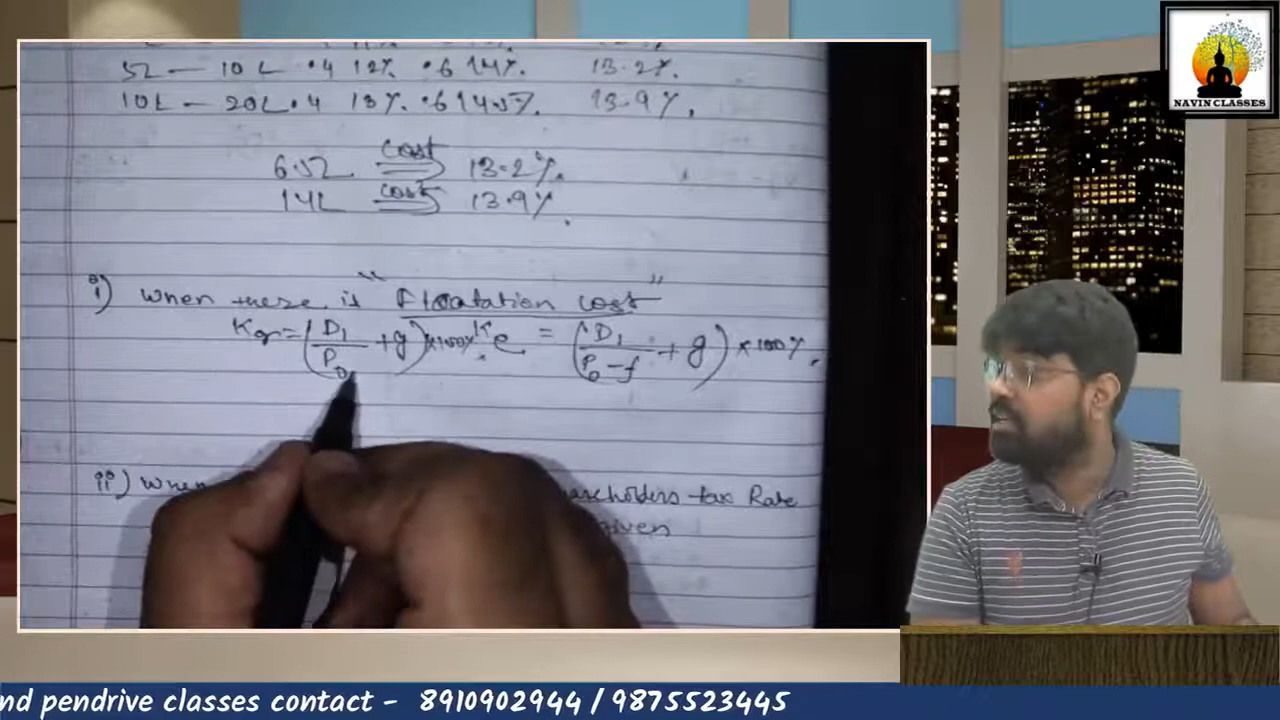 5L — 10L .4 12% .6 14%. 13.2%.
10L — 20L .4 13%. .6 14.5%. 13.9%.
6.5L cost 13.2%.
14L cost 13.9%.
i) When there is "Floatation cost"
Kr = (D1/P0 + g) × 100% Ke = (D1/P0-f + g) × 100%.
ii) When
shareholders tax Rate
given
NAVIN CLASSES
nd pendrive classes contact - 8910902944 / 9875523445